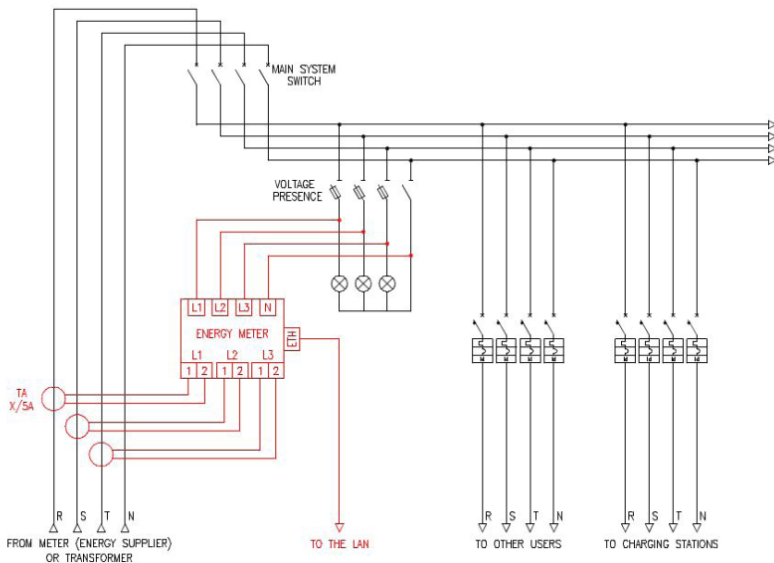 MAIN SYSTEM
SWITCH
VOLTAGE
PRESENCE
L1 L2 L3 N
ENERGY METER
ETH
L1 L2 L3
1 2 1 2 1 2
TA
X/5A
R S T N
FROM METER (ENERGY SUPPLIER)
OR TRANSFORMER
TO THE LAN
R S T N
TO OTHER USERS
R S T N
TO CHARGING STATIONS